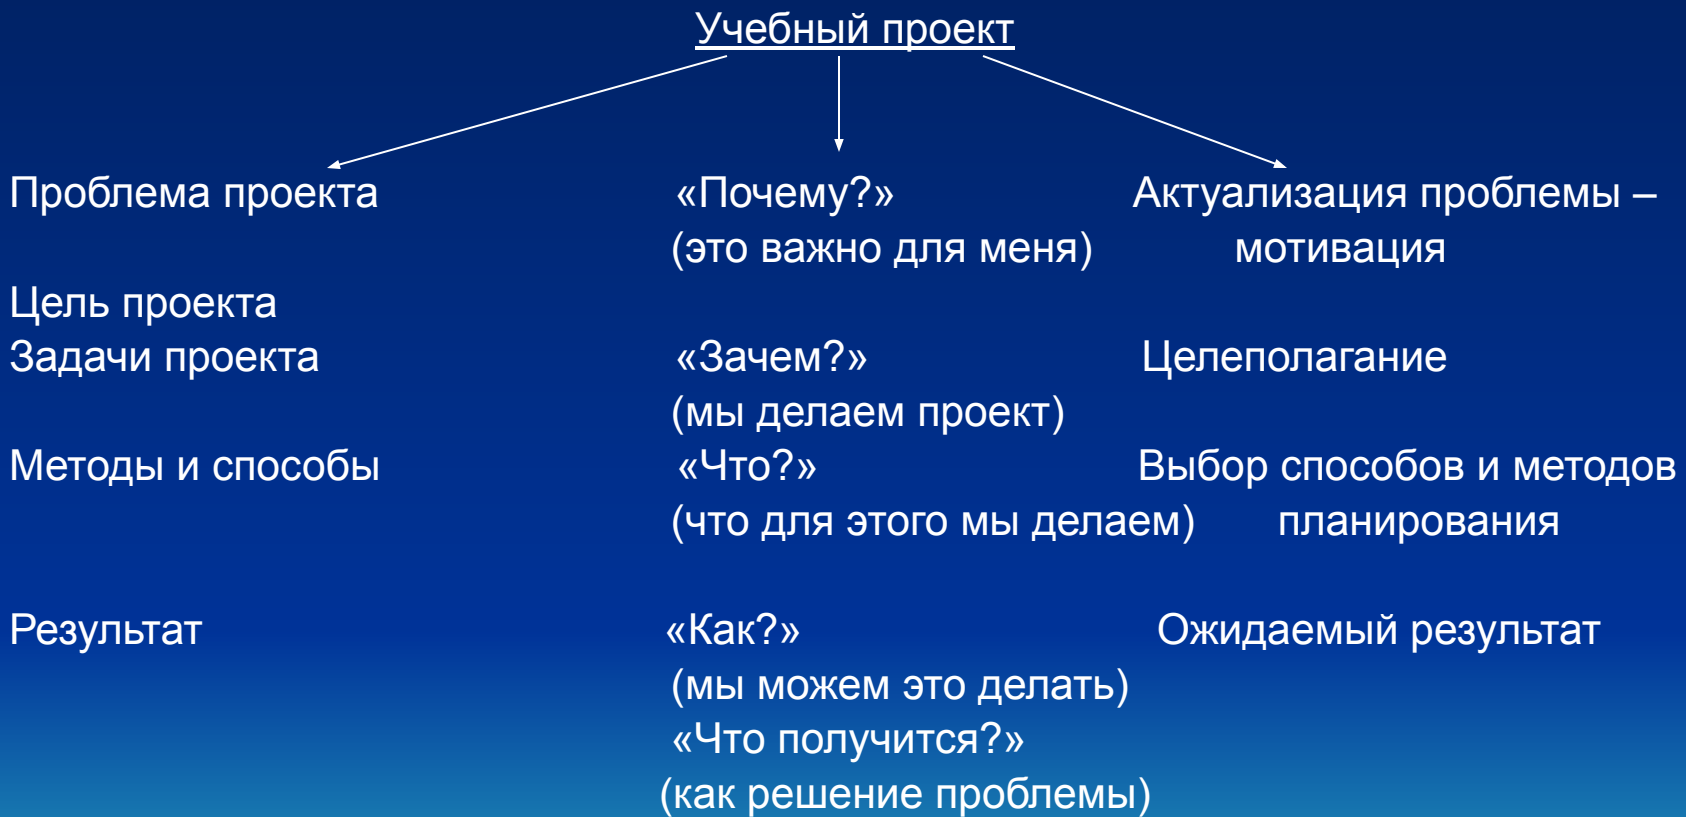 Учебный проект
Проблема проекта «Почему?» Актуализация проблемы –
(это важно для меня) мотивация
Цель проекта
Задачи проекта «Зачем?» Целеполагание
(мы делаем проект)
Методы и способы «Что?» Выбор способов и методов
(что для этого мы делаем) планирования
Результат «Как?» Ожидаемый результат
(мы можем это делать)
«Что получится?»
(как решение проблемы)